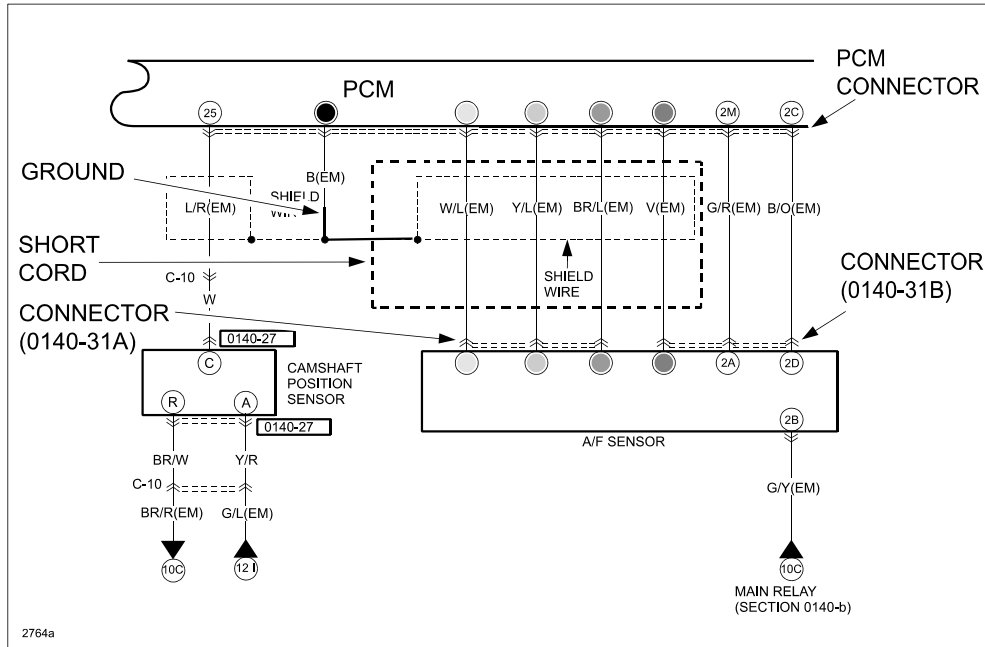 PCM
CONNECTOR
PCM
25
2M
2C
GROUND
B(EM)
SHIELD
L/R(EM)
W/L(EM)
Y/L(EM)
BR/L(EM)
V(EM)
G/R(EM)
B/O(EM)
SHORT
CORD
C-10
SHIELD
WIRE
CONNECTOR
(0140-31B)
W
CONNECTOR
(0140-31A)
0140-27
C
CAMSHAFT
POSITION
SENSOR
2A
2D
R
A
0140-27
2B
A/F SENSOR
BR/W
Y/R
C-10
G/Y(EM)
BR/R(EM)
G/L(EM)
10C
12 I
10C
MAIN RELAY
(SECTION 0140-b)
2764a